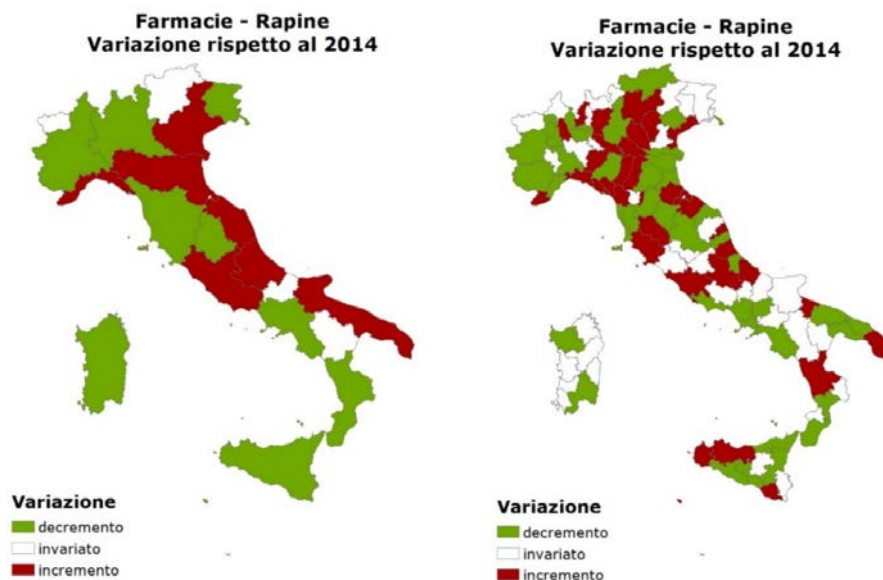 Farmacie - Rapine
Variazione rispetto al 2014
Variazione
decremento
invariato
incremento
Farmacie - Rapine
Variazione rispetto al 2014
Variazione
decremento
invariato
incremento